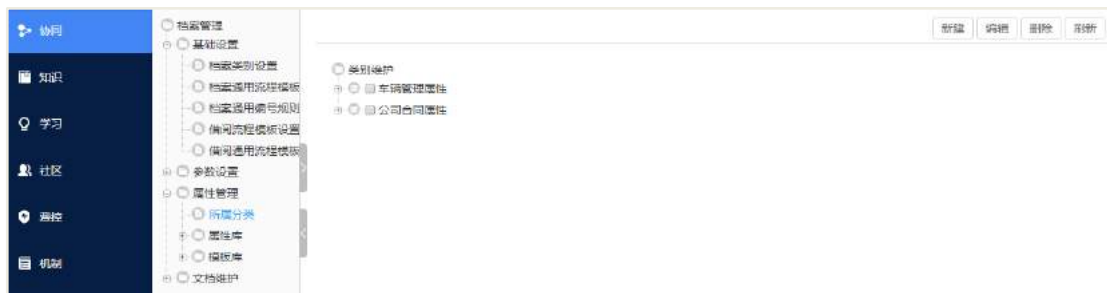 协同
知识
学习
社区
遥控
机制
档案管理
基础设置
档案类别设置
档案通用流程模板
档案通用编号规则
借阅流程模板设置
借阅通用流程模板
参数设置
属性管理
所属分类
属性库
模板库
文档维护
新建 编辑 删除 刷新
类别维护
车辆管理属性
公司合同属性